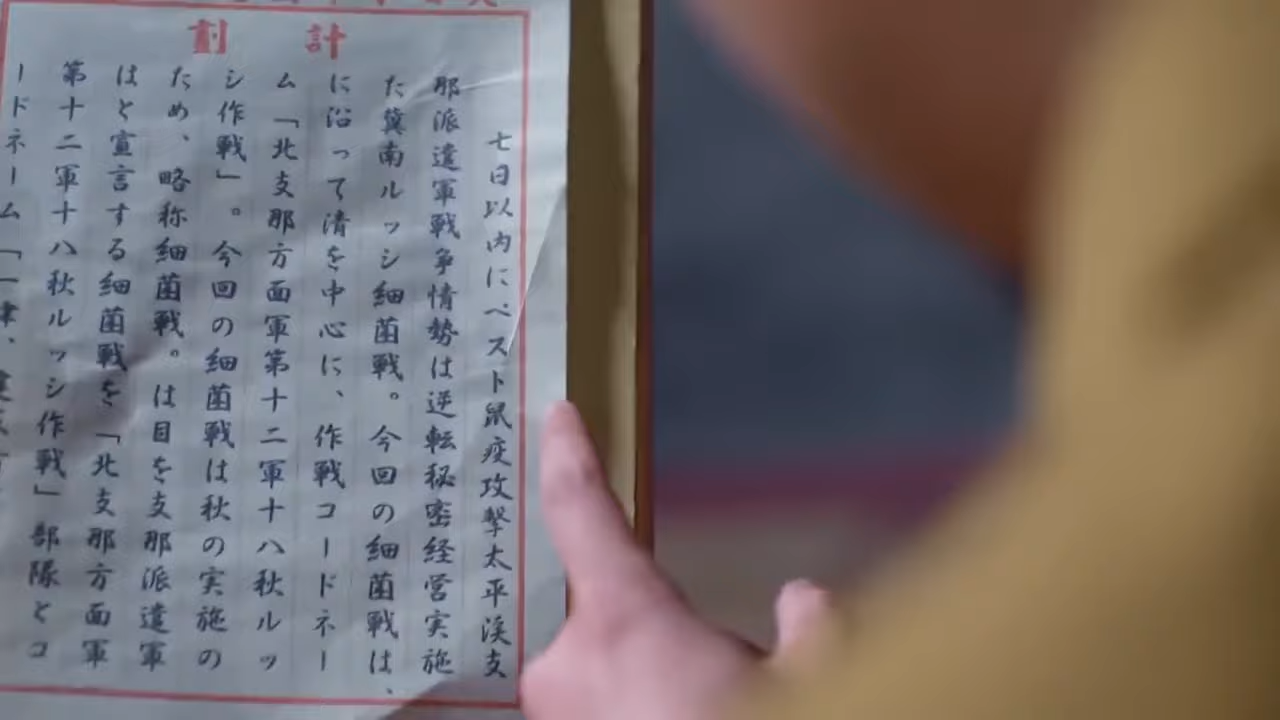 計劃
七日以内にペスト鼠疫攻撃太平渓支
那派遣軍戦争情勢は逆転秘密経営実施
た冀南ルッシ細菌戦。今回の細菌戦は、
に沿って清を中心に、作戦コードネー
ム「北支那方面軍第十二軍十八秋ルッ
シ作戦」。今回の細菌戦は秋の実施の
ため、略称細菌戦。は目を支那派遣軍
はと宣言する細菌戦を「北支那方面軍
第十二軍十八秋ルッシ作戦」部隊とコ
ードネーム「一